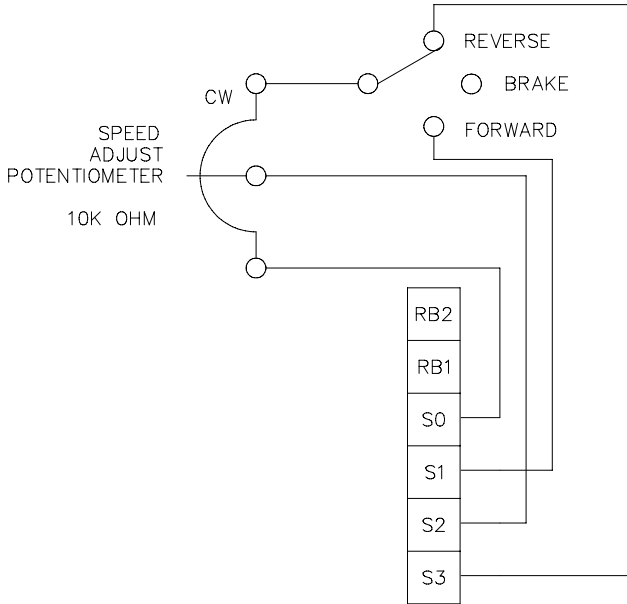 REVERSE
CW
BRAKE
SPEED
ADJUST
POTENTIOMETER
FORWARD
10K OHM
RB2
RB1
S0
S1
S2
S3